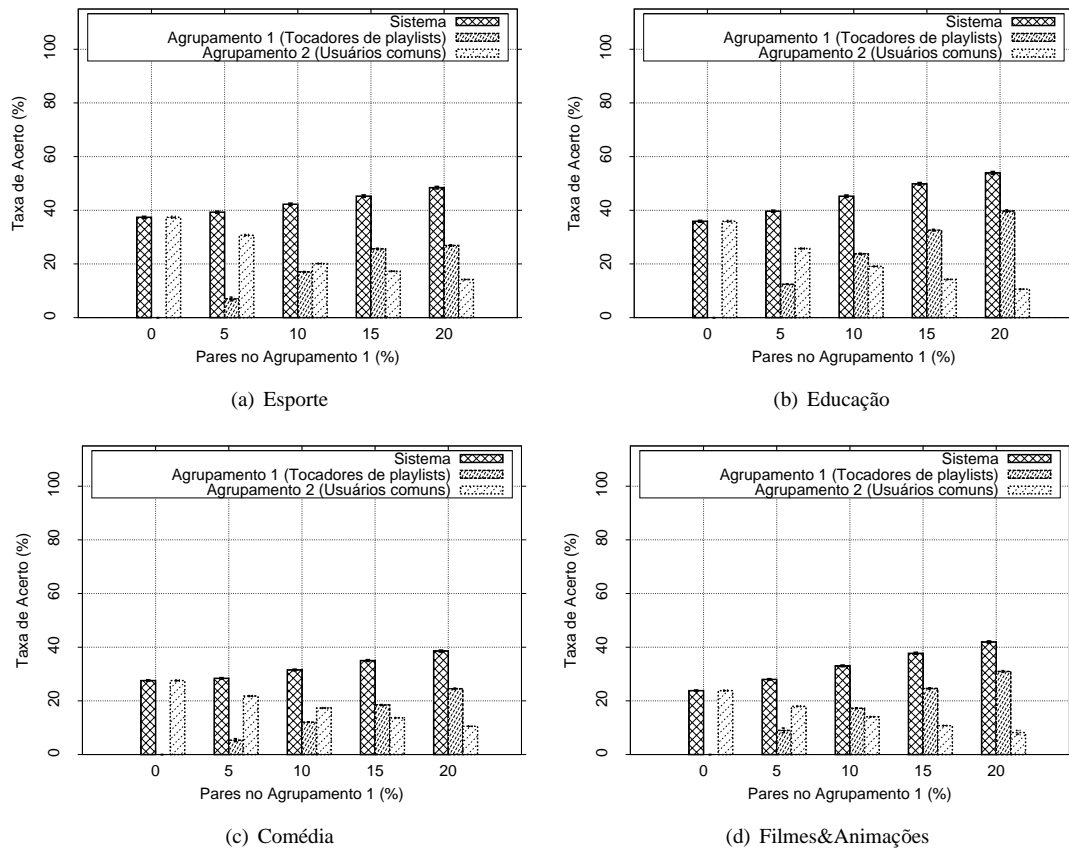 Sistema
Agrupamento 1 (Tocadores de playlists)
Agrupamento 2 (Usuários comuns)
Taxa de Acerto (%)
100
80
60
40
20
0
0 5 10 15 20
Pares no Agrupamento 1 (%)
(a) Esporte
Sistema
Agrupamento 1 (Tocadores de playlists)
Agrupamento 2 (Usuários comuns)
Taxa de Acerto (%)
100
80
60
40
20
0
0 5 10 15 20
Pares no Agrupamento 1 (%)
(b) Educação
Sistema
Agrupamento 1 (Tocadores de playlists)
Agrupamento 2 (Usuários comuns)
Taxa de Acerto (%)
100
80
60
40
20
0
0 5 10 15 20
Pares no Agrupamento 1 (%)
(c) Comédia
Sistema
Agrupamento 1 (Tocadores de playlists)
Agrupamento 2 (Usuários comuns)
Taxa de Acerto (%)
100
80
60
40
20
0
0 5 10 15 20
Pares no Agrupamento 1 (%)
(d) Filmes&Animações